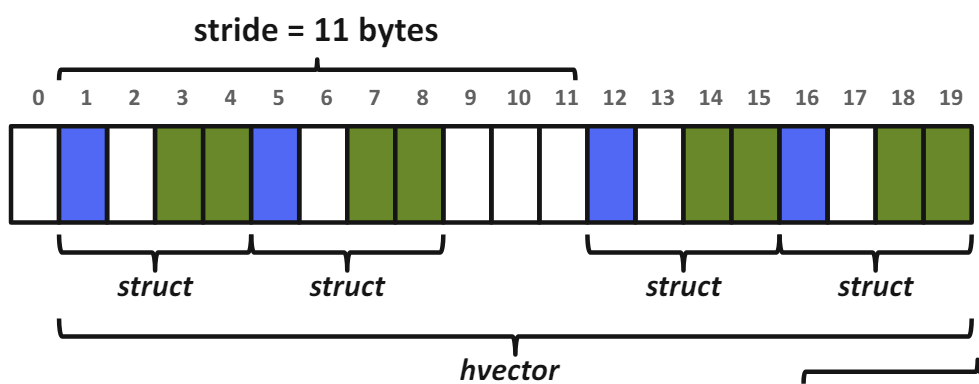 stride = 11 bytes
0 1 2 3 4 5 6 7 8 9 10 11 12 13 14 15 16 17 18 19
struct struct struct struct
hvector